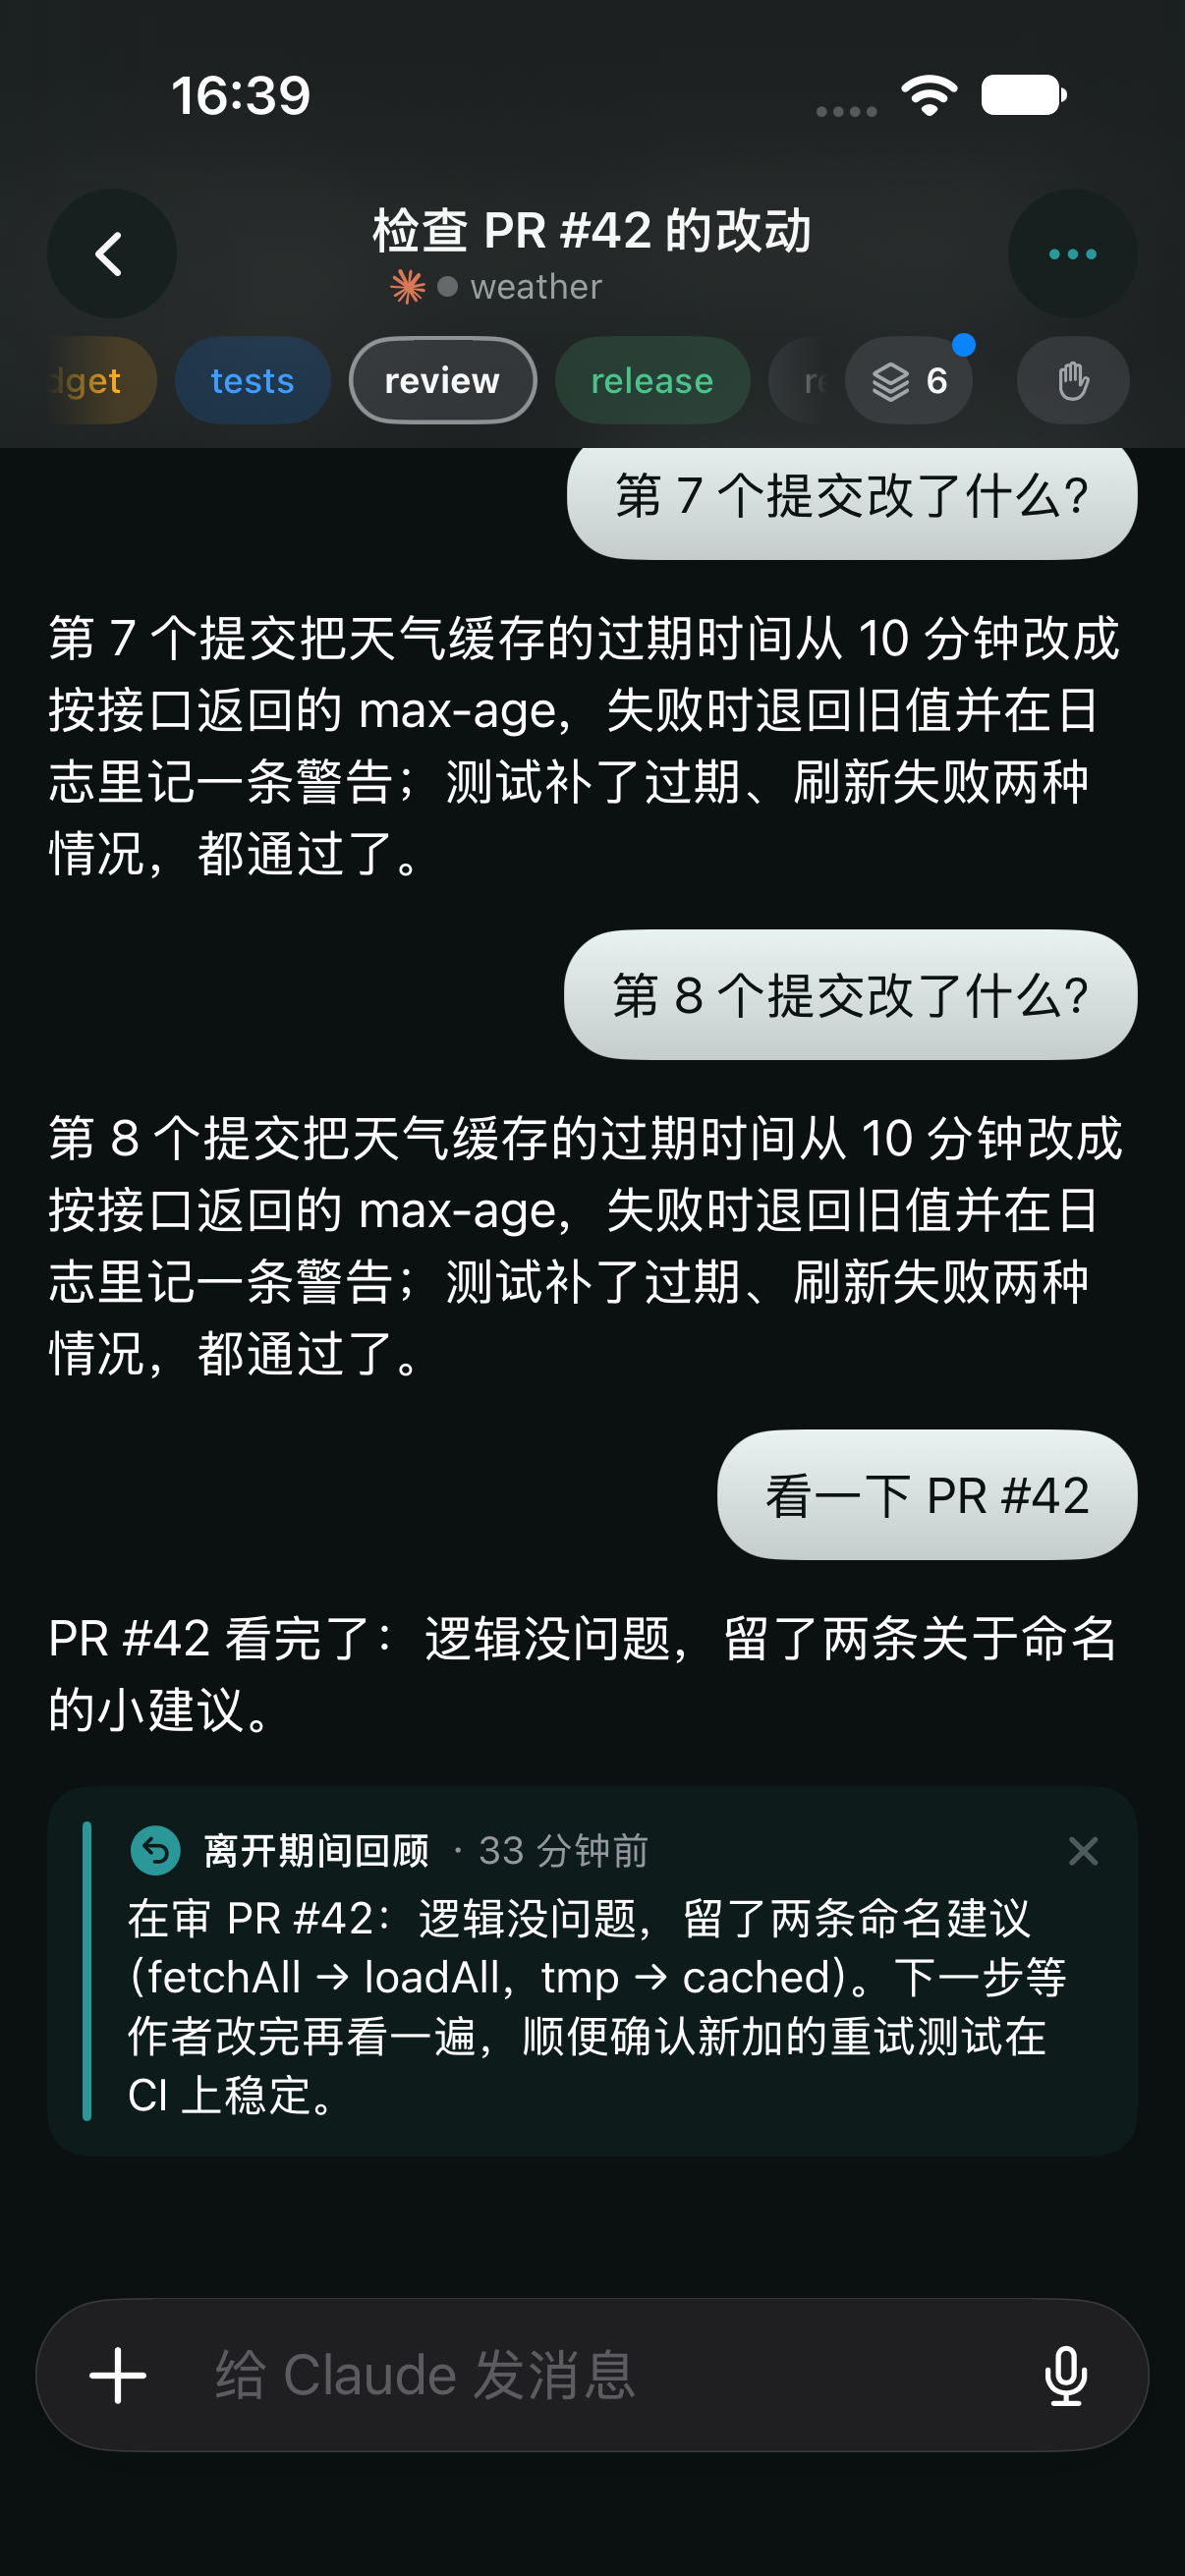 16:39
检查 PR #42 的改动
weather
dget
tests
review
release
re
6
第 7 个提交改了什么?
第 7 个提交把天气缓存的过期时间从 10 分钟改成
按接口返回的 max-age，失败时退回旧值并在日
志里记一条警告；测试补了过期、刷新失败两种
情况，都通过了。
第 8 个提交改了什么?
第 8 个提交把天气缓存的过期时间从 10 分钟改成
按接口返回的 max-age，失败时退回旧值并在日
志里记一条警告；测试补了过期、刷新失败两种
情况，都通过了。
看一下 PR #42
PR #42 看完了：逻辑没问题，留了两条关于命名
的小建议。
离开期间回顾 · 33 分钟前
在审 PR #42：逻辑没问题，留了两条命名建议
（fetchAll → loadAll，tmp → cached）。下一步等
作者改完再看一遍，顺便确认新加的重试测试在
CI 上稳定。
给 Claude 发消息